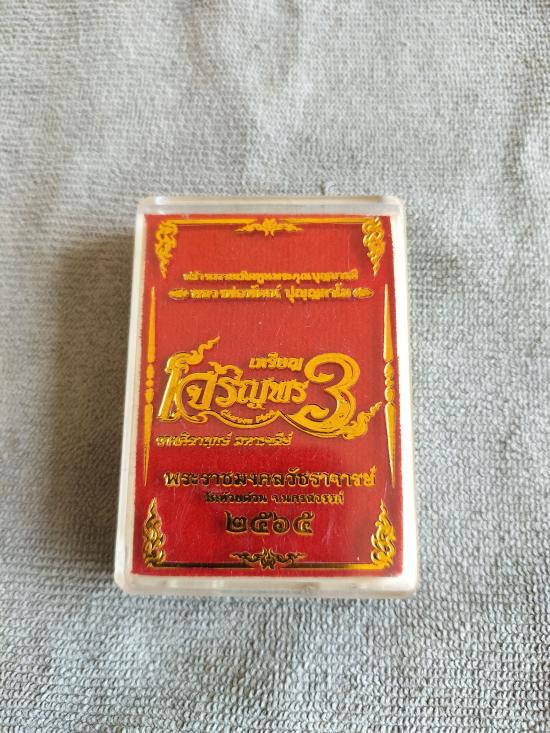 หลวงพ่อพัฒน์ ปุญญกาโม
เหรียญ
เจริญพร 3
Charoen Porn
พระราชมงคลวัชราจารย์
วัดห้วยด้วน จ.นครสวรรค์
๒๕๖๕